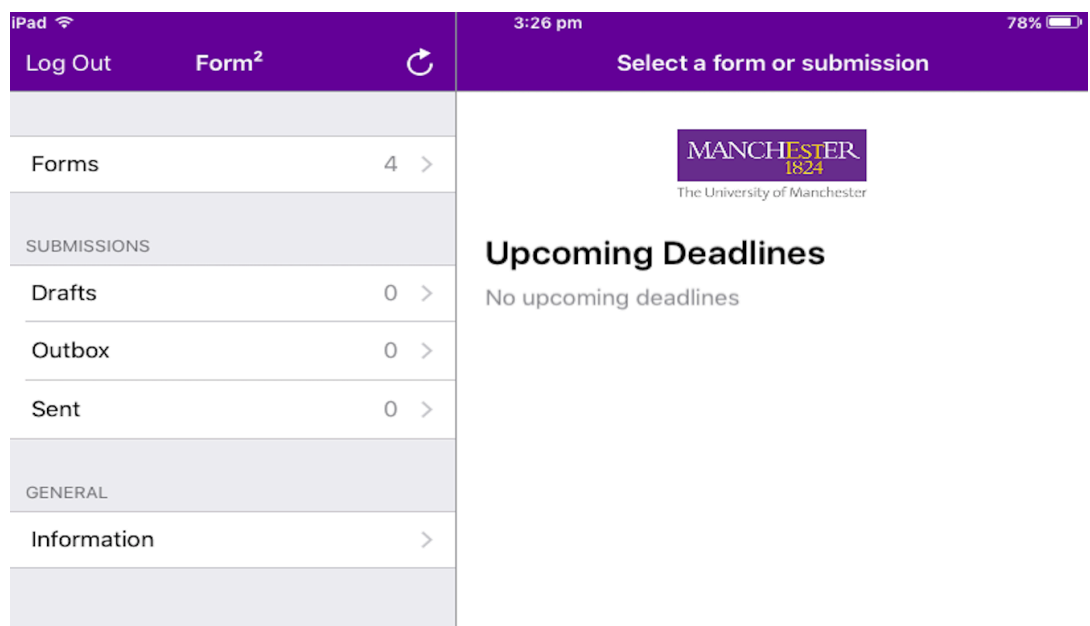 iPad 3:26 pm 78%
Log Out Form² Select a form or submission
Forms 4
SUBMISSIONS
Drafts 0
Outbox 0
Sent 0
GENERAL
Information
MANCHEsTER
1824
The University of Manchester
Upcoming Deadlines
No upcoming deadlines